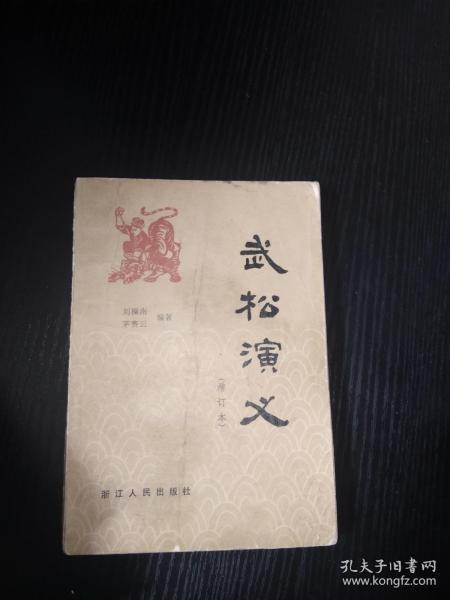 武松演义
(修订本)
刘操南
茅赛云
编著
浙江人民出版社
孔夫子旧书网
www.kongfz.com